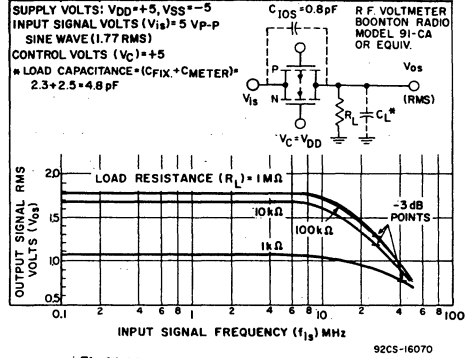 SUPPLY VOLTS: VDD=+5, VSS=-5
INPUT SIGNAL VOLTS (Vis)=5 VP-P
SINE WAVE (1.77 RMS)
CONTROL VOLTS (VC)=+5
* LOAD CAPACITANCE=(CFIX.+CMETER)=
2.3+2.5=4.8 pF
CIOS=0.8pF
R.F. VOLTMETER
BOONTON RADIO
MODEL 91-CA
OR EQUIV.
P
N
Vis
Vos
(RMS)
RL
CL*
VC=VDD
OUTPUT SIGNAL RMS
VOLTS (Vos)
2.0
1.5
1.0
0.5
LOAD RESISTANCE (RL)=1MΩ
10kΩ
100kΩ
1kΩ
-3dB
POINTS
0.1 2 4 6 8 1 2 4 6 8 10 2 4 6 8 100
INPUT SIGNAL FREQUENCY (fis) MHz
92CS-16070